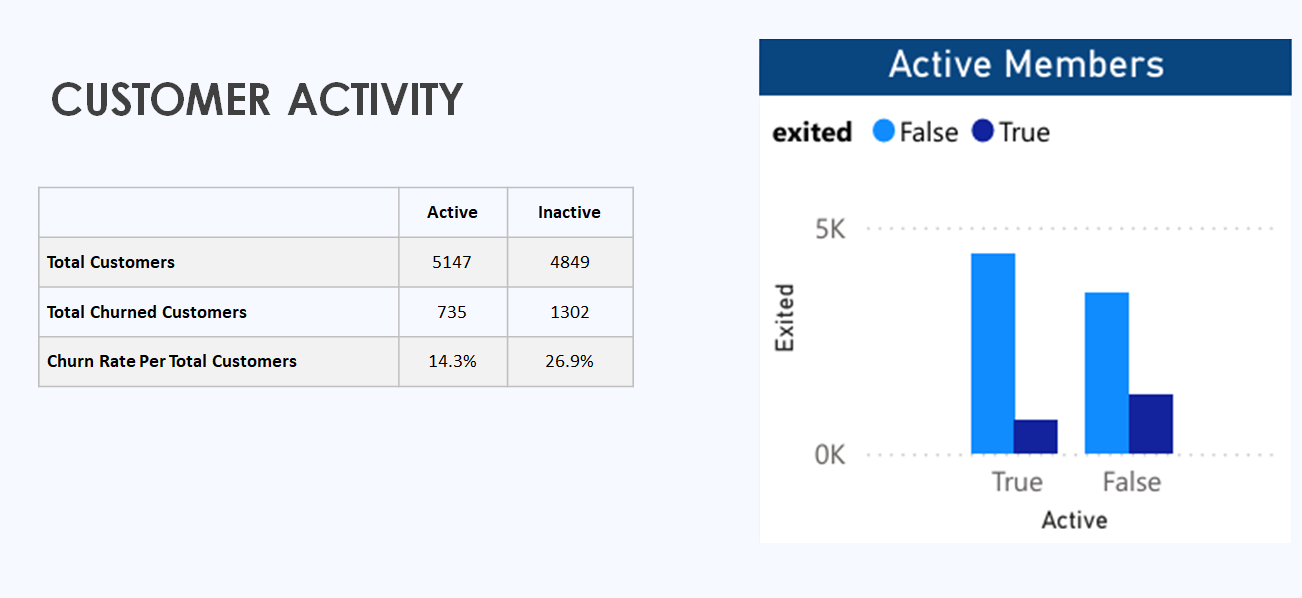 CUSTOMER ACTIVITY
Active Inactive
Total Customers 5147 4849
Total Churned Customers 735 1302
Churn Rate Per Total Customers 14.3% 26.9%
Active Members
exited False True
5K
Exited
0K
True False
Active